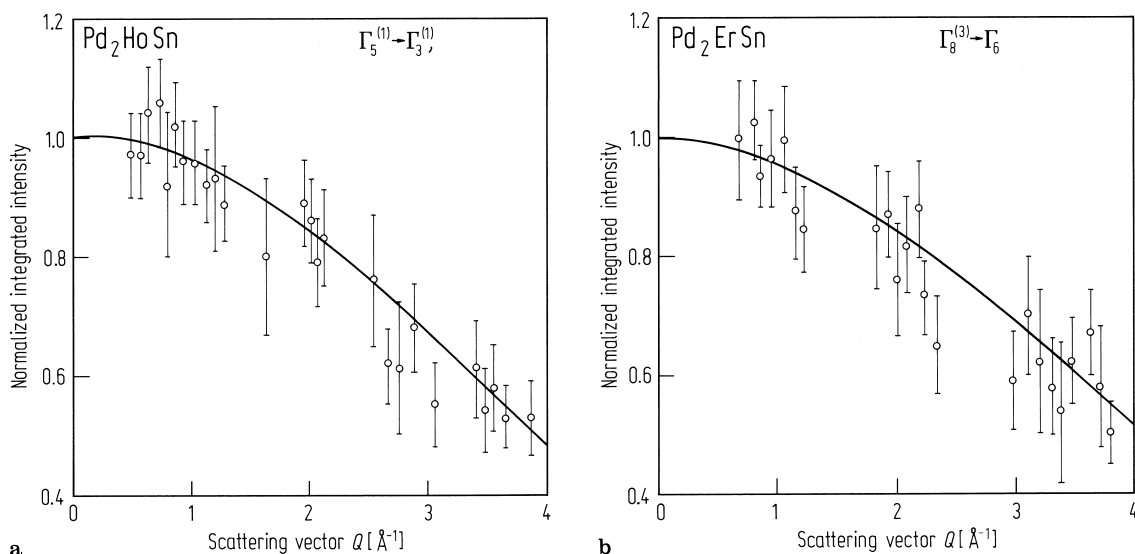 Pd₂HoSn Γ₅⁽¹⁾→Γ₃⁽¹⁾,
Normalized integrated intensity
1.2
1.0
0.8
0.6
0.4
0 1 2 3 4
Scattering vector Q [Å⁻¹]
a
Pd₂ErSn Γ₈⁽³⁾→Γ₆
Normalized integrated intensity
1.2
1.0
0.8
0.6
0.4
0 1 2 3 4
Scattering vector Q [Å⁻¹]
b